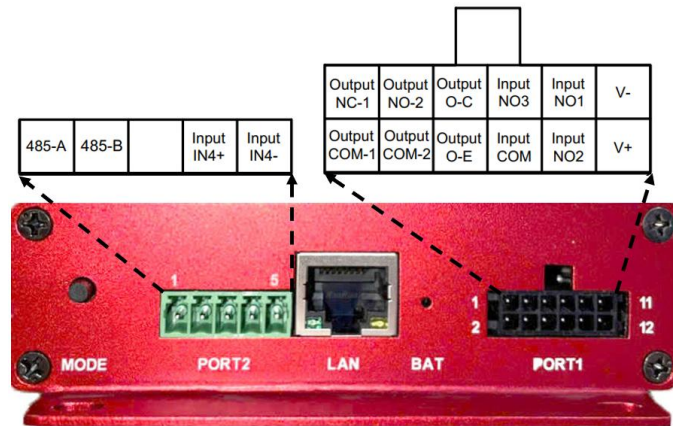 Output NC-1
Output NO-2
Output O-C
Input NO3
Input NO1
V-
Output COM-1
Output COM-2
Output O-E
Input COM
Input NO2
V+
485-A
485-B
Input IN4+
Input IN4-
1
5
1
11
2
12
MODE
PORT2
LAN
BAT
PORT1